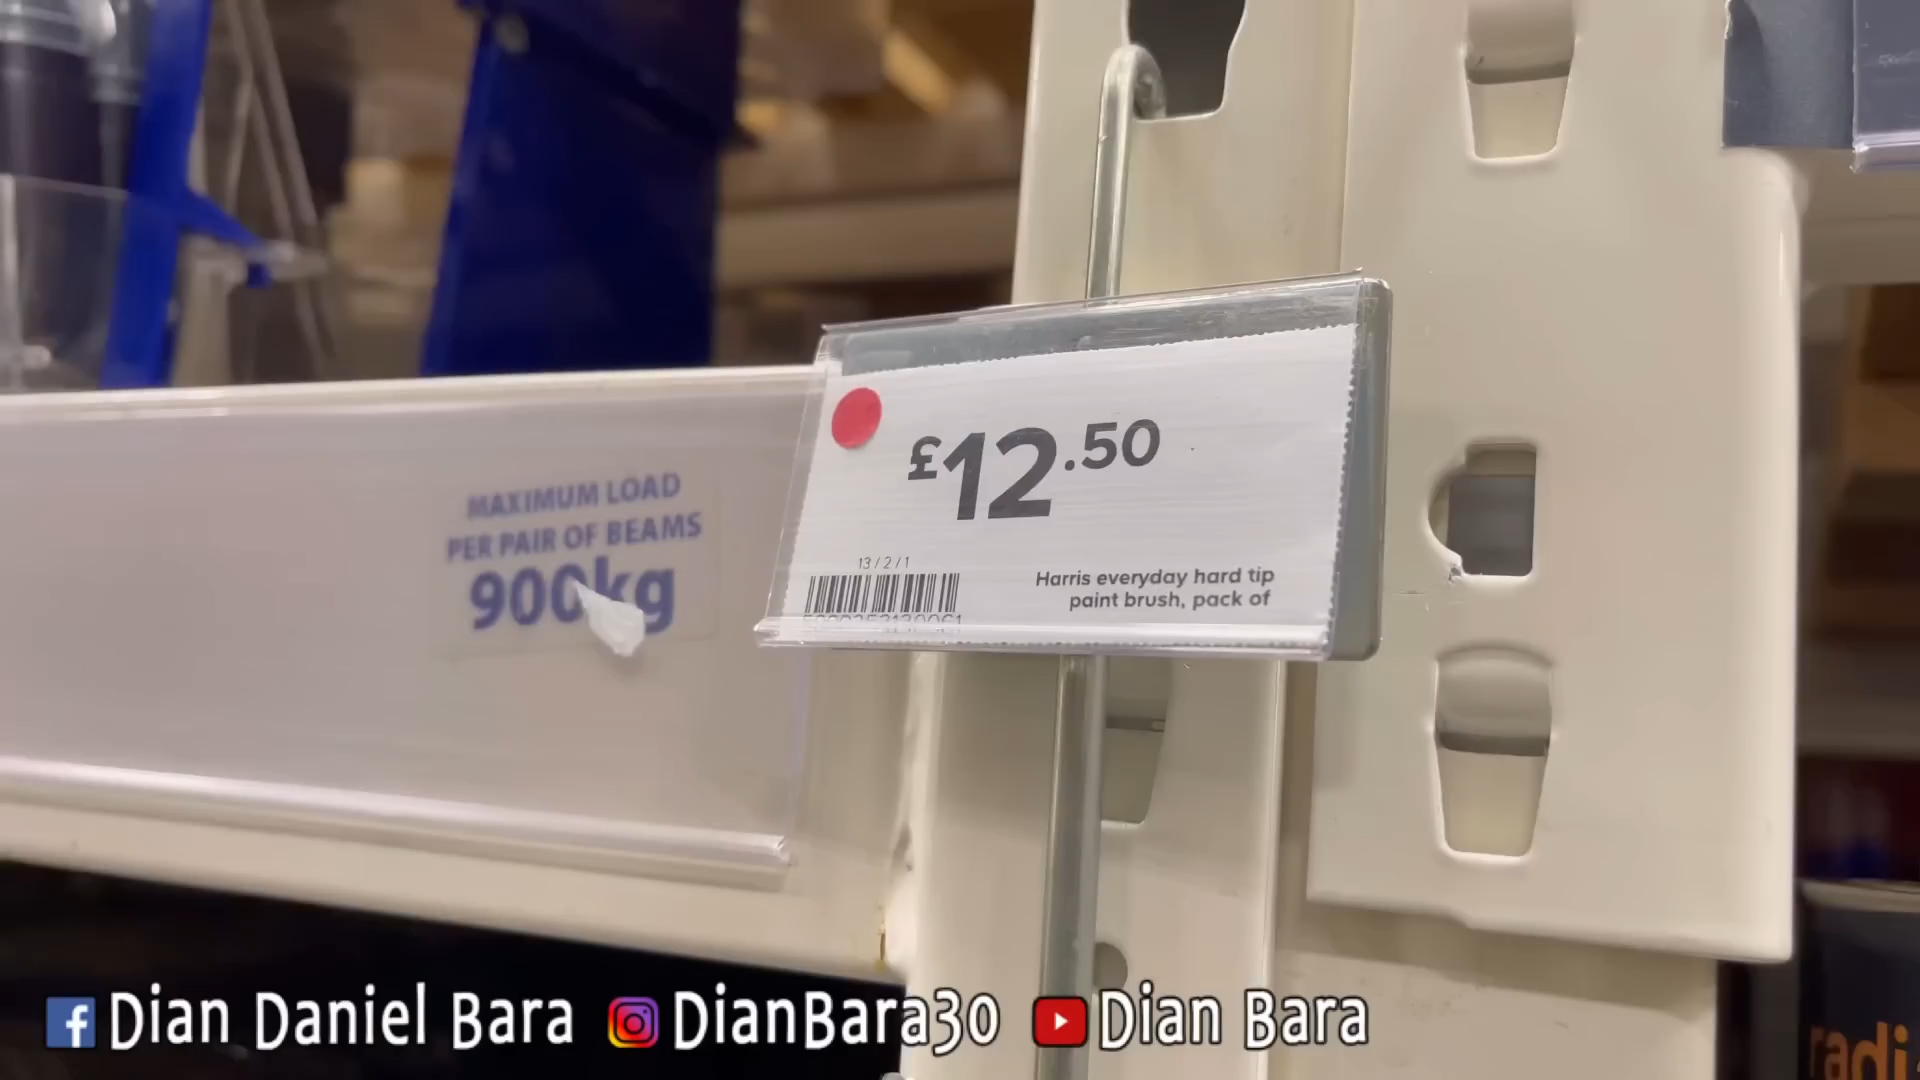 MAXIMUM LOAD
PER PAIR OF BEAMS
900kg
£12.50
13/2/1
Harris everyday hard tip
paint brush, pack of
Dian Daniel Bara
DianBara30
Dian Bara